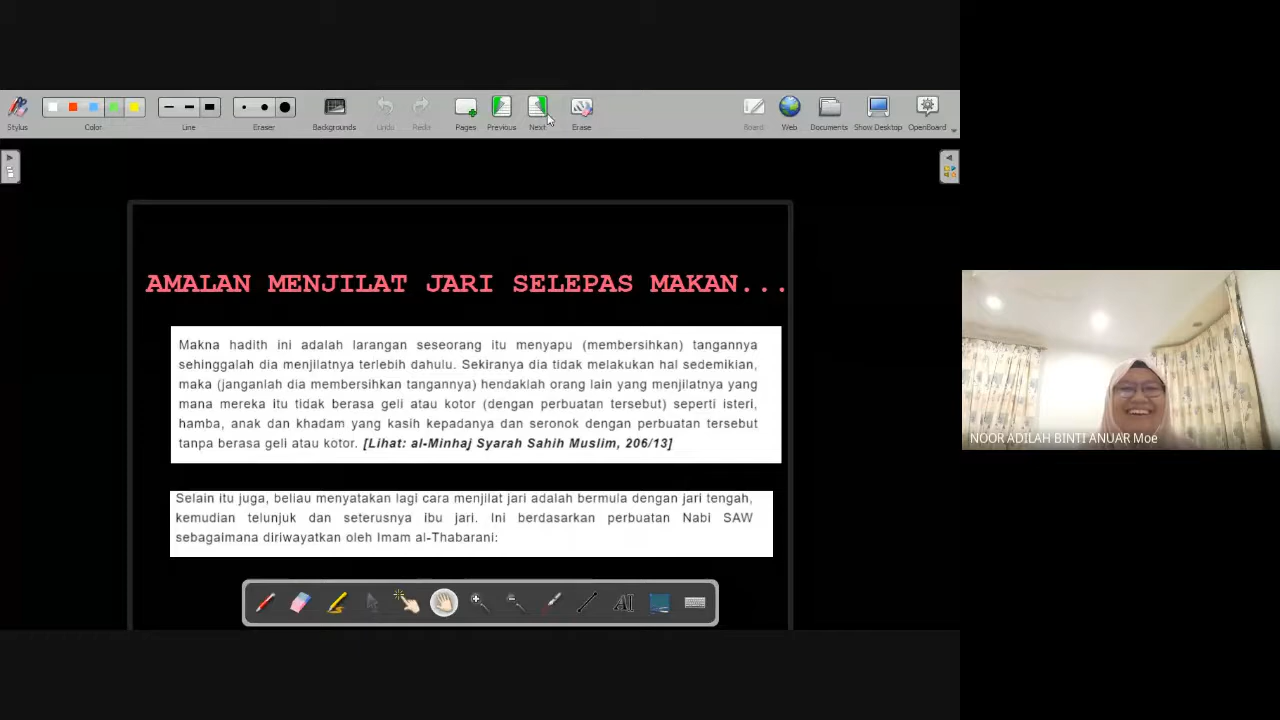 Stylus
Color
Line
Eraser
Backgrounds
Undo
Redo
Pages
Previous
Next
Erase
Board
Web
Documents
Show Desktop
OpenBoard
AMALAN MENJILAT JARI SELEPAS MAKAN...
Makna hadith ini adalah larangan seseorang itu menyapu (membersihkan) tangannya
sehinggalah dia menjilatnya terlebih dahulu. Sekiranya dia tidak melakukan hal sedemikian,
maka (janganlah dia membersihkan tangannya) hendaklah orang lain yang menjilatnya yang
mana mereka itu tidak berasa geli atau kotor (dengan perbuatan tersebut) seperti isteri,
hamba, anak dan khadam yang kasih kepadanya dan seronok dengan perbuatan tersebut
tanpa berasa geli atau kotor. [Lihat: al-Minhaj Syarah Sahih Muslim, 206/13]
Selain itu juga, beliau menyatakan lagi cara menjilat jari adalah bermula dengan jari tengah,
kemudian telunjuk dan seterusnya ibu jari. Ini berdasarkan perbuatan Nabi SAW
sebagaimana diriwayatkan oleh Imam al-Thabarani:
AI
NOOR ADILAH BINTI ANUAR Moe